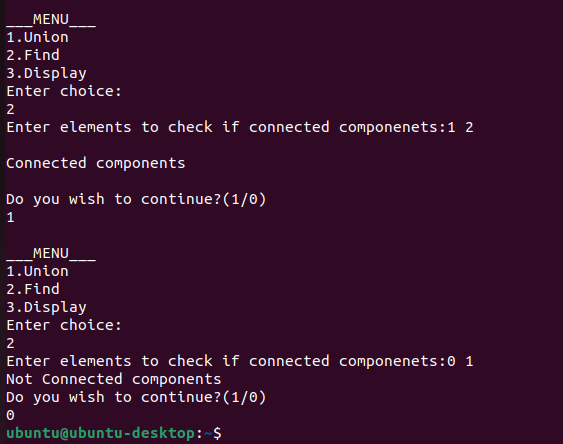 ___MENU___
1.Union
2.Find
3.Display
Enter choice:
2
Enter elements to check if connected componenets:1 2
Connected components
Do you wish to continue?(1/0)
1
___MENU___
1.Union
2.Find
3.Display
Enter choice:
2
Enter elements to check if connected componenets:0 1
Not Connected components
Do you wish to continue?(1/0)
0
ubuntu@ubuntu-desktop:~$